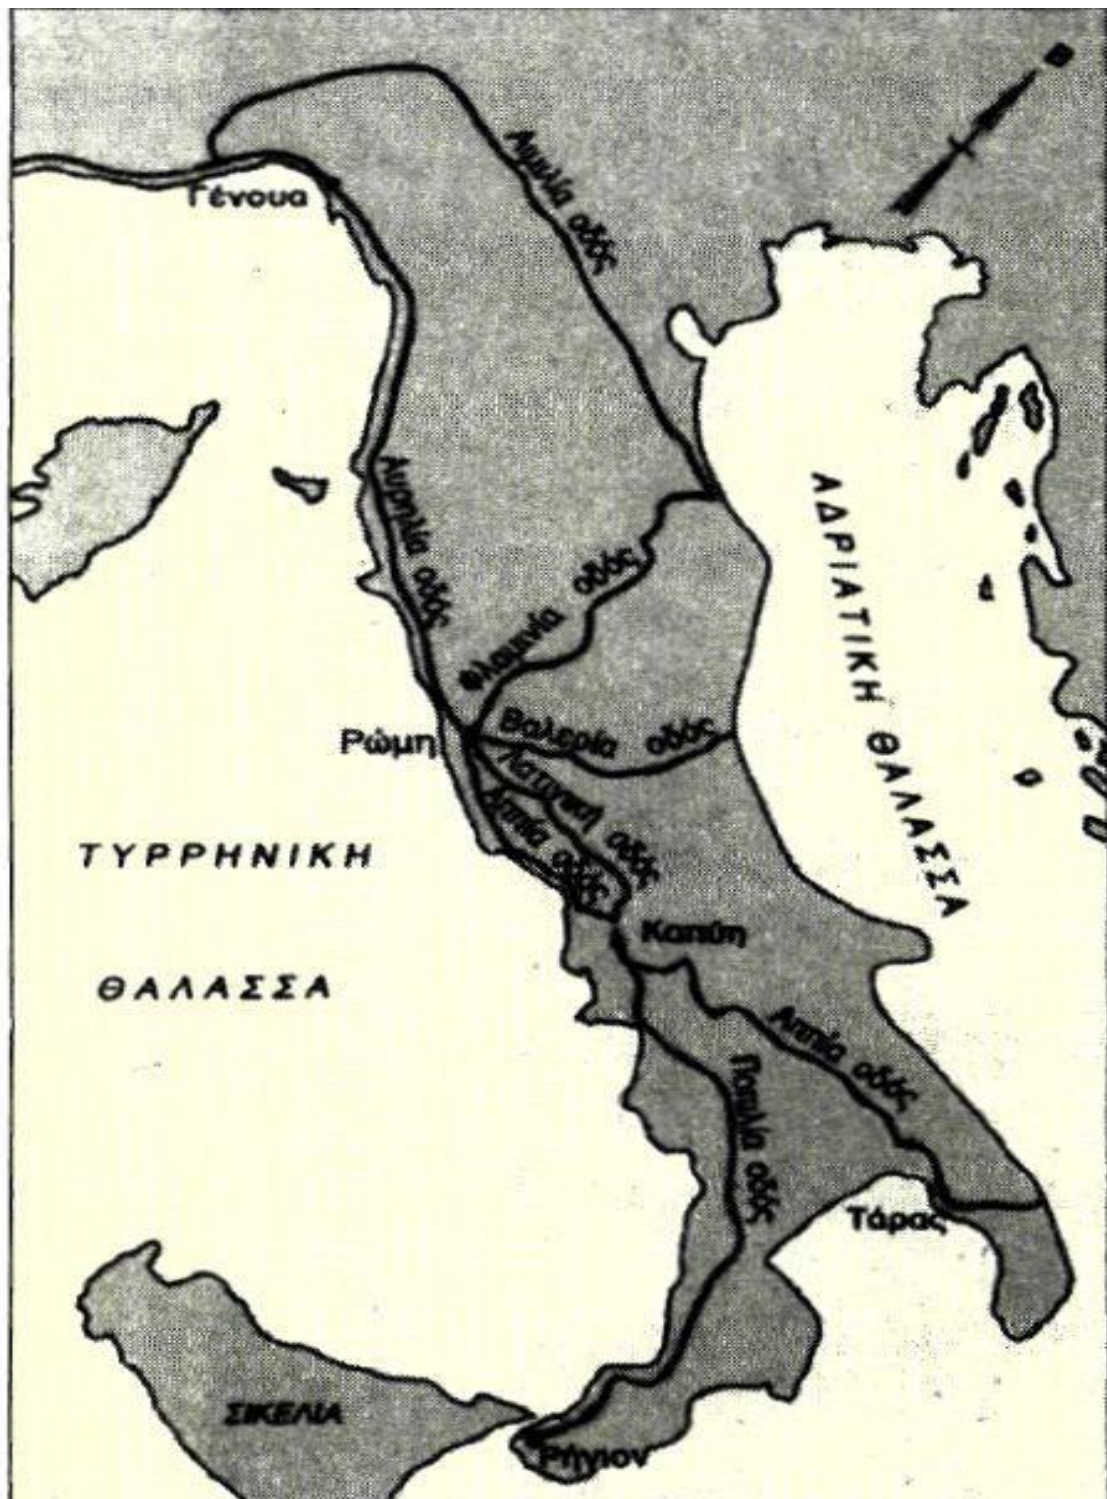 Β
Αιμιλία οδός
Γένουα
Αυρηλία οδός
ΑΔΡΙΑΤΙΚΗ ΘΑΛΑΣΣΑ
Φλαμινία οδός
Ρώμη
Βαλερία οδός
Λατινική οδός
Αππία οδός
ΤΥΡΡΗΝΙΚΗ
ΘΑΛΑΣΣΑ
Καπύη
Αππία οδός
Ποπιλία οδός
Τάρας
ΣΙΚΕΛΙΑ
Ρήγιον